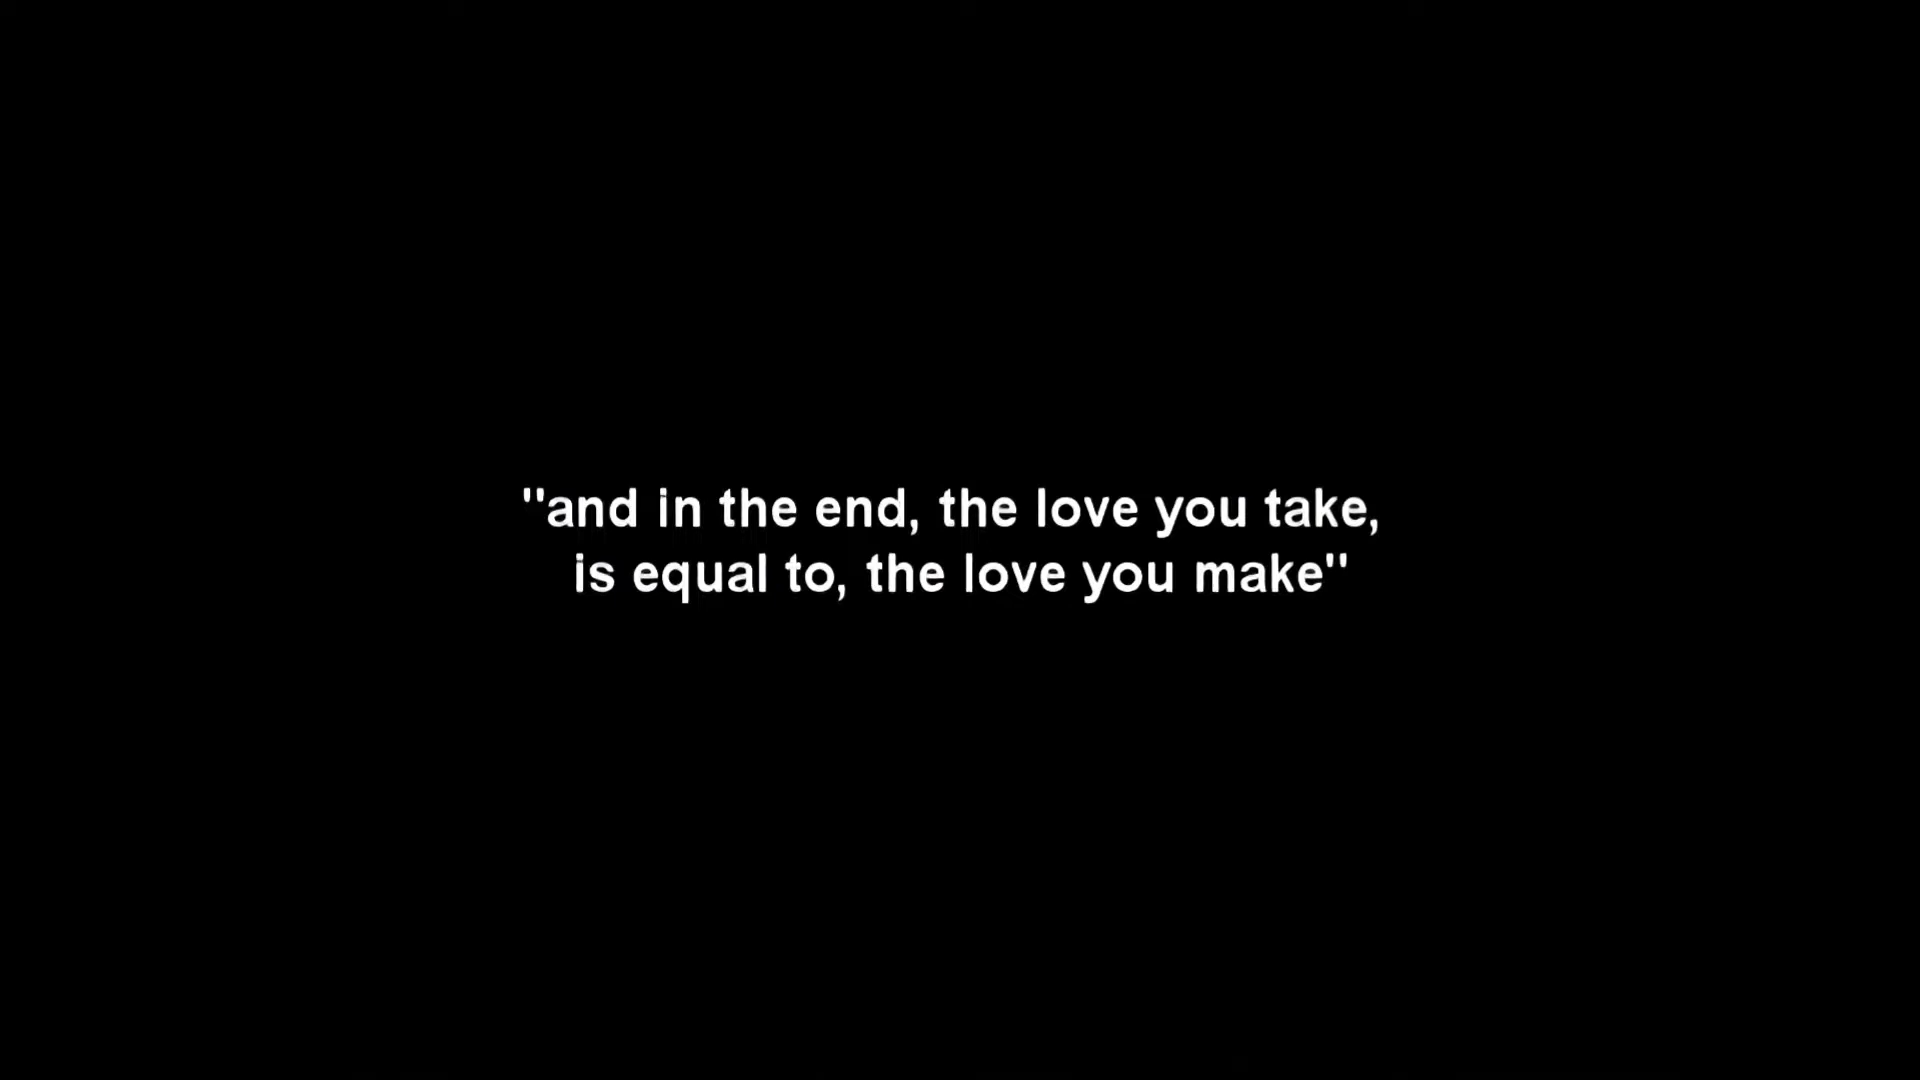 "and in the end, the love you take,
is equal to, the love you make"